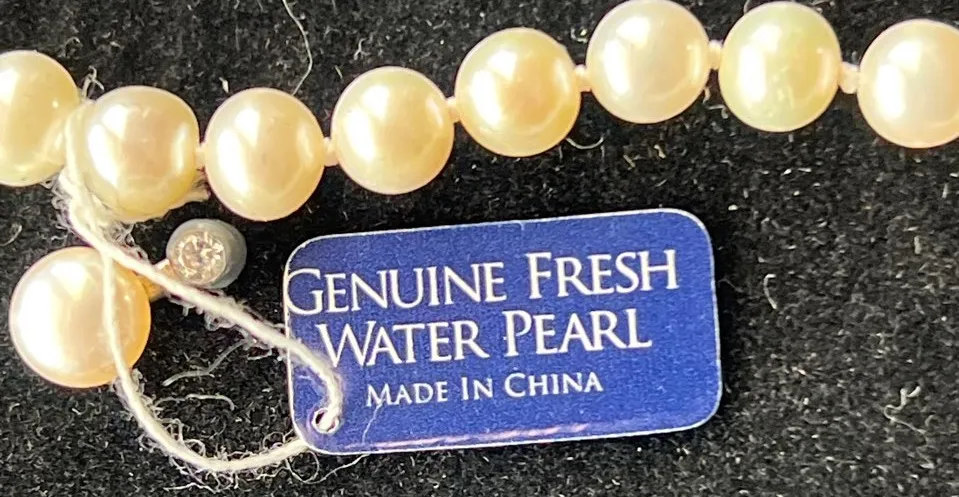 GENUINE FRESH
WATER PEARL
MADE IN CHINA